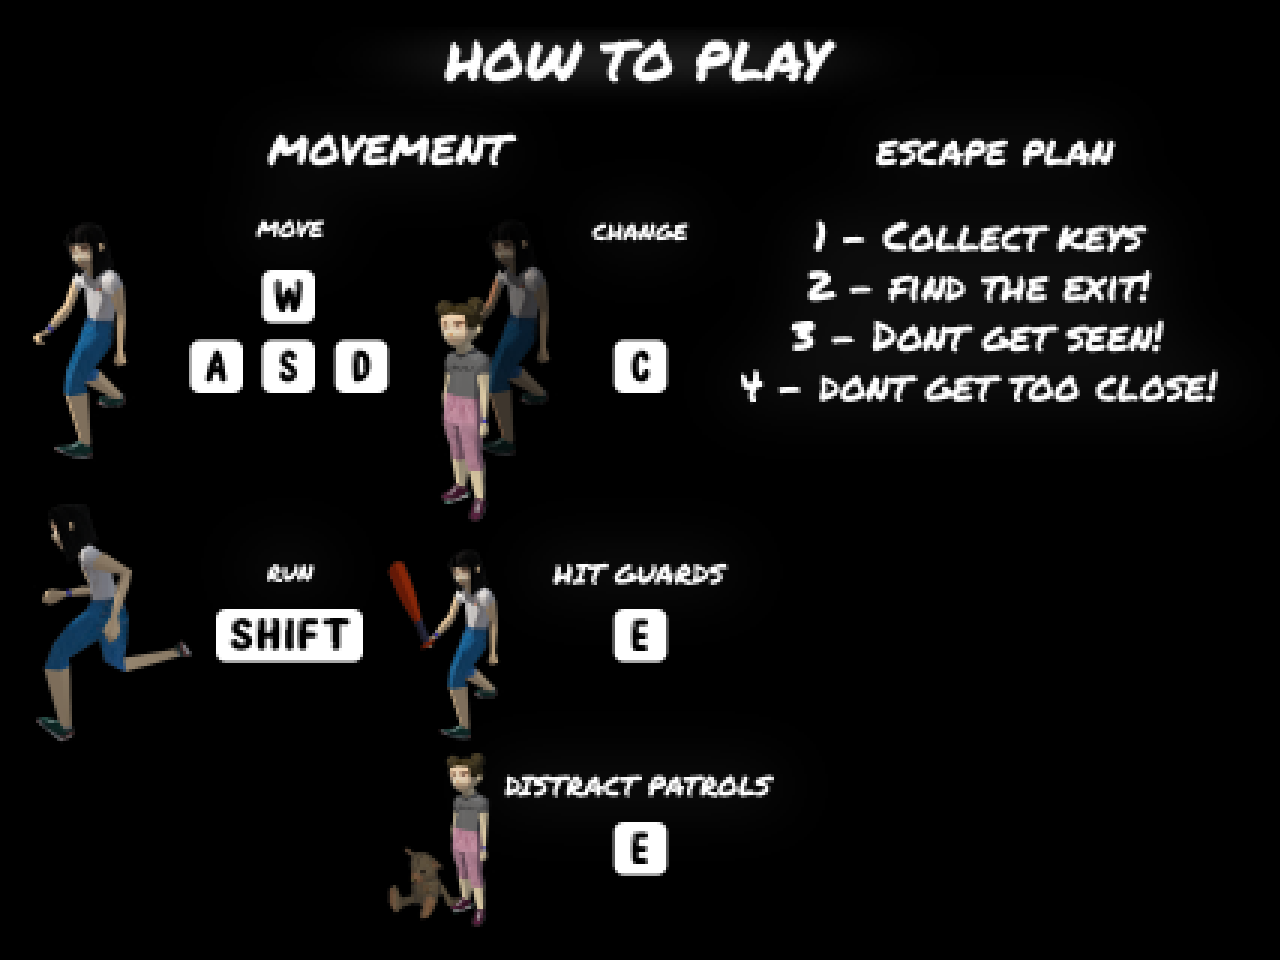 HOW TO PLAY
MOVEMENT
MOVE
W
A S D
CHANGE
C
RUN
SHIFT
HIT GUARDS
E
DISTRACT PATROLS
E
ESCAPE PLAN
1 - COLLECT KEYS
2 - FIND THE EXIT!
3 - DONT GET SEEN!
4 - DONT GET TOO CLOSE!